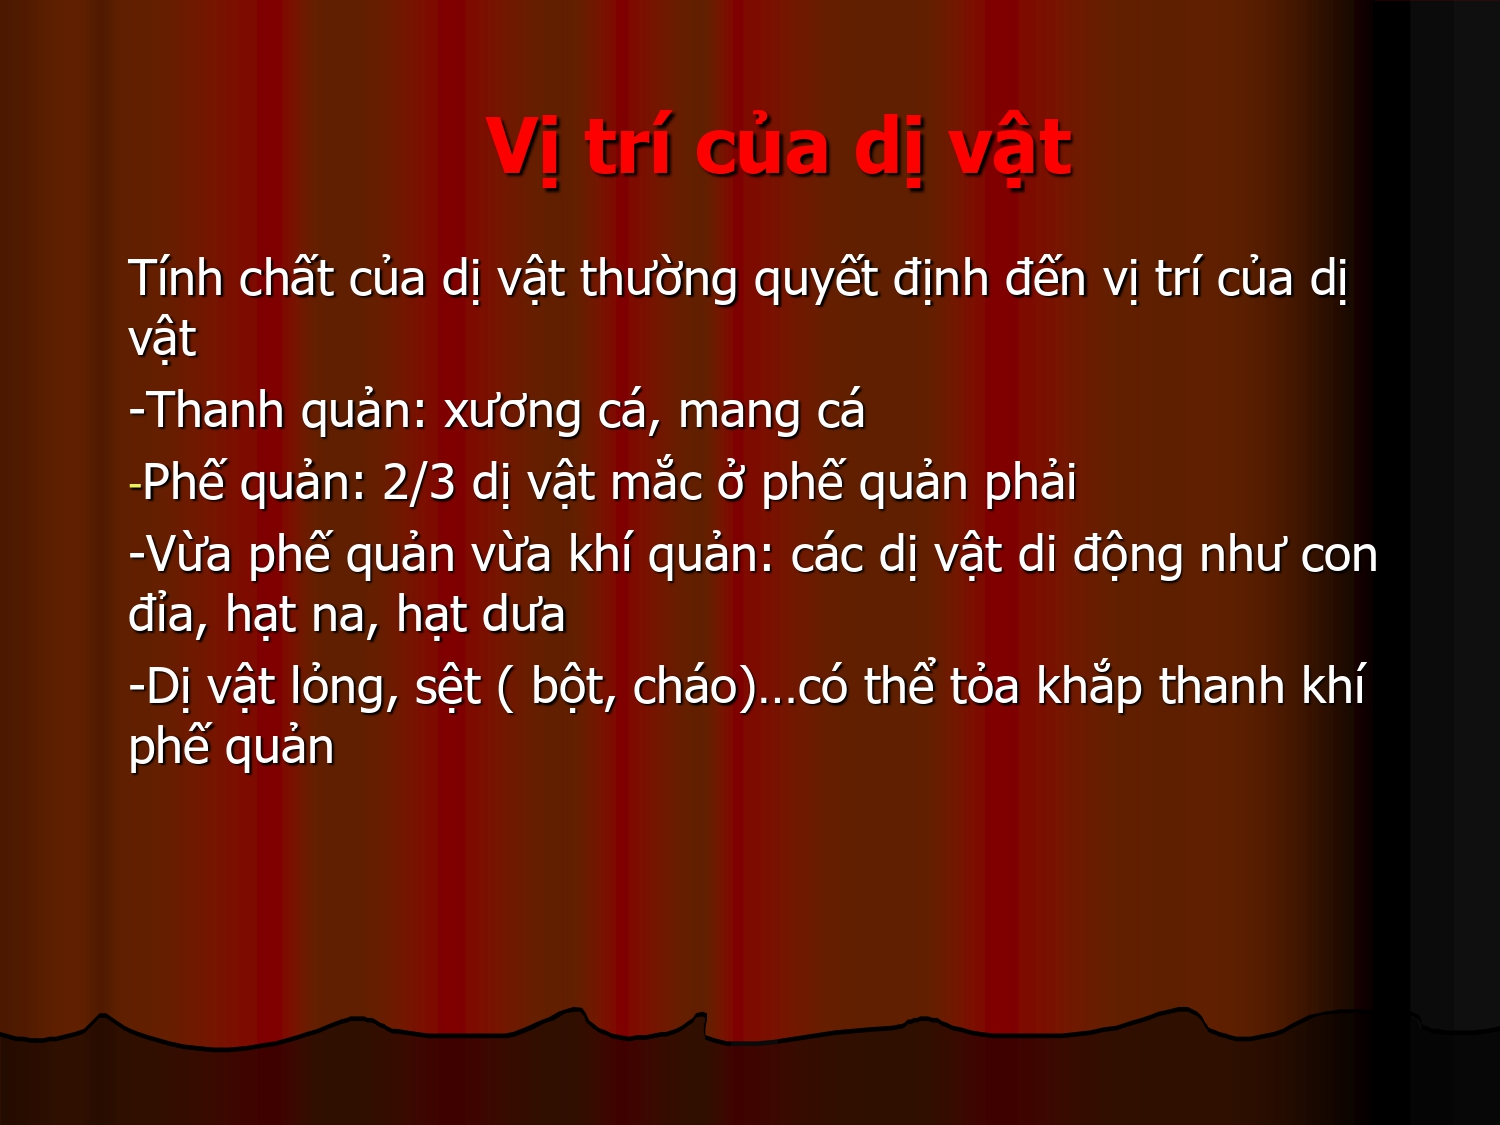 Vị trí của dị vật
Tính chất của dị vật thường quyết định đến vị trí của dị
vật
-Thanh quản: xương cá, mang cá
-Phế quản: 2/3 dị vật mắc ở phế quản phải
-Vừa phế quản vừa khí quản: các dị vật di động như con
đỉa, hạt na, hạt dưa
-Dị vật lỏng, sệt ( bột, cháo)...có thể tỏa khắp thanh khí
phế quản